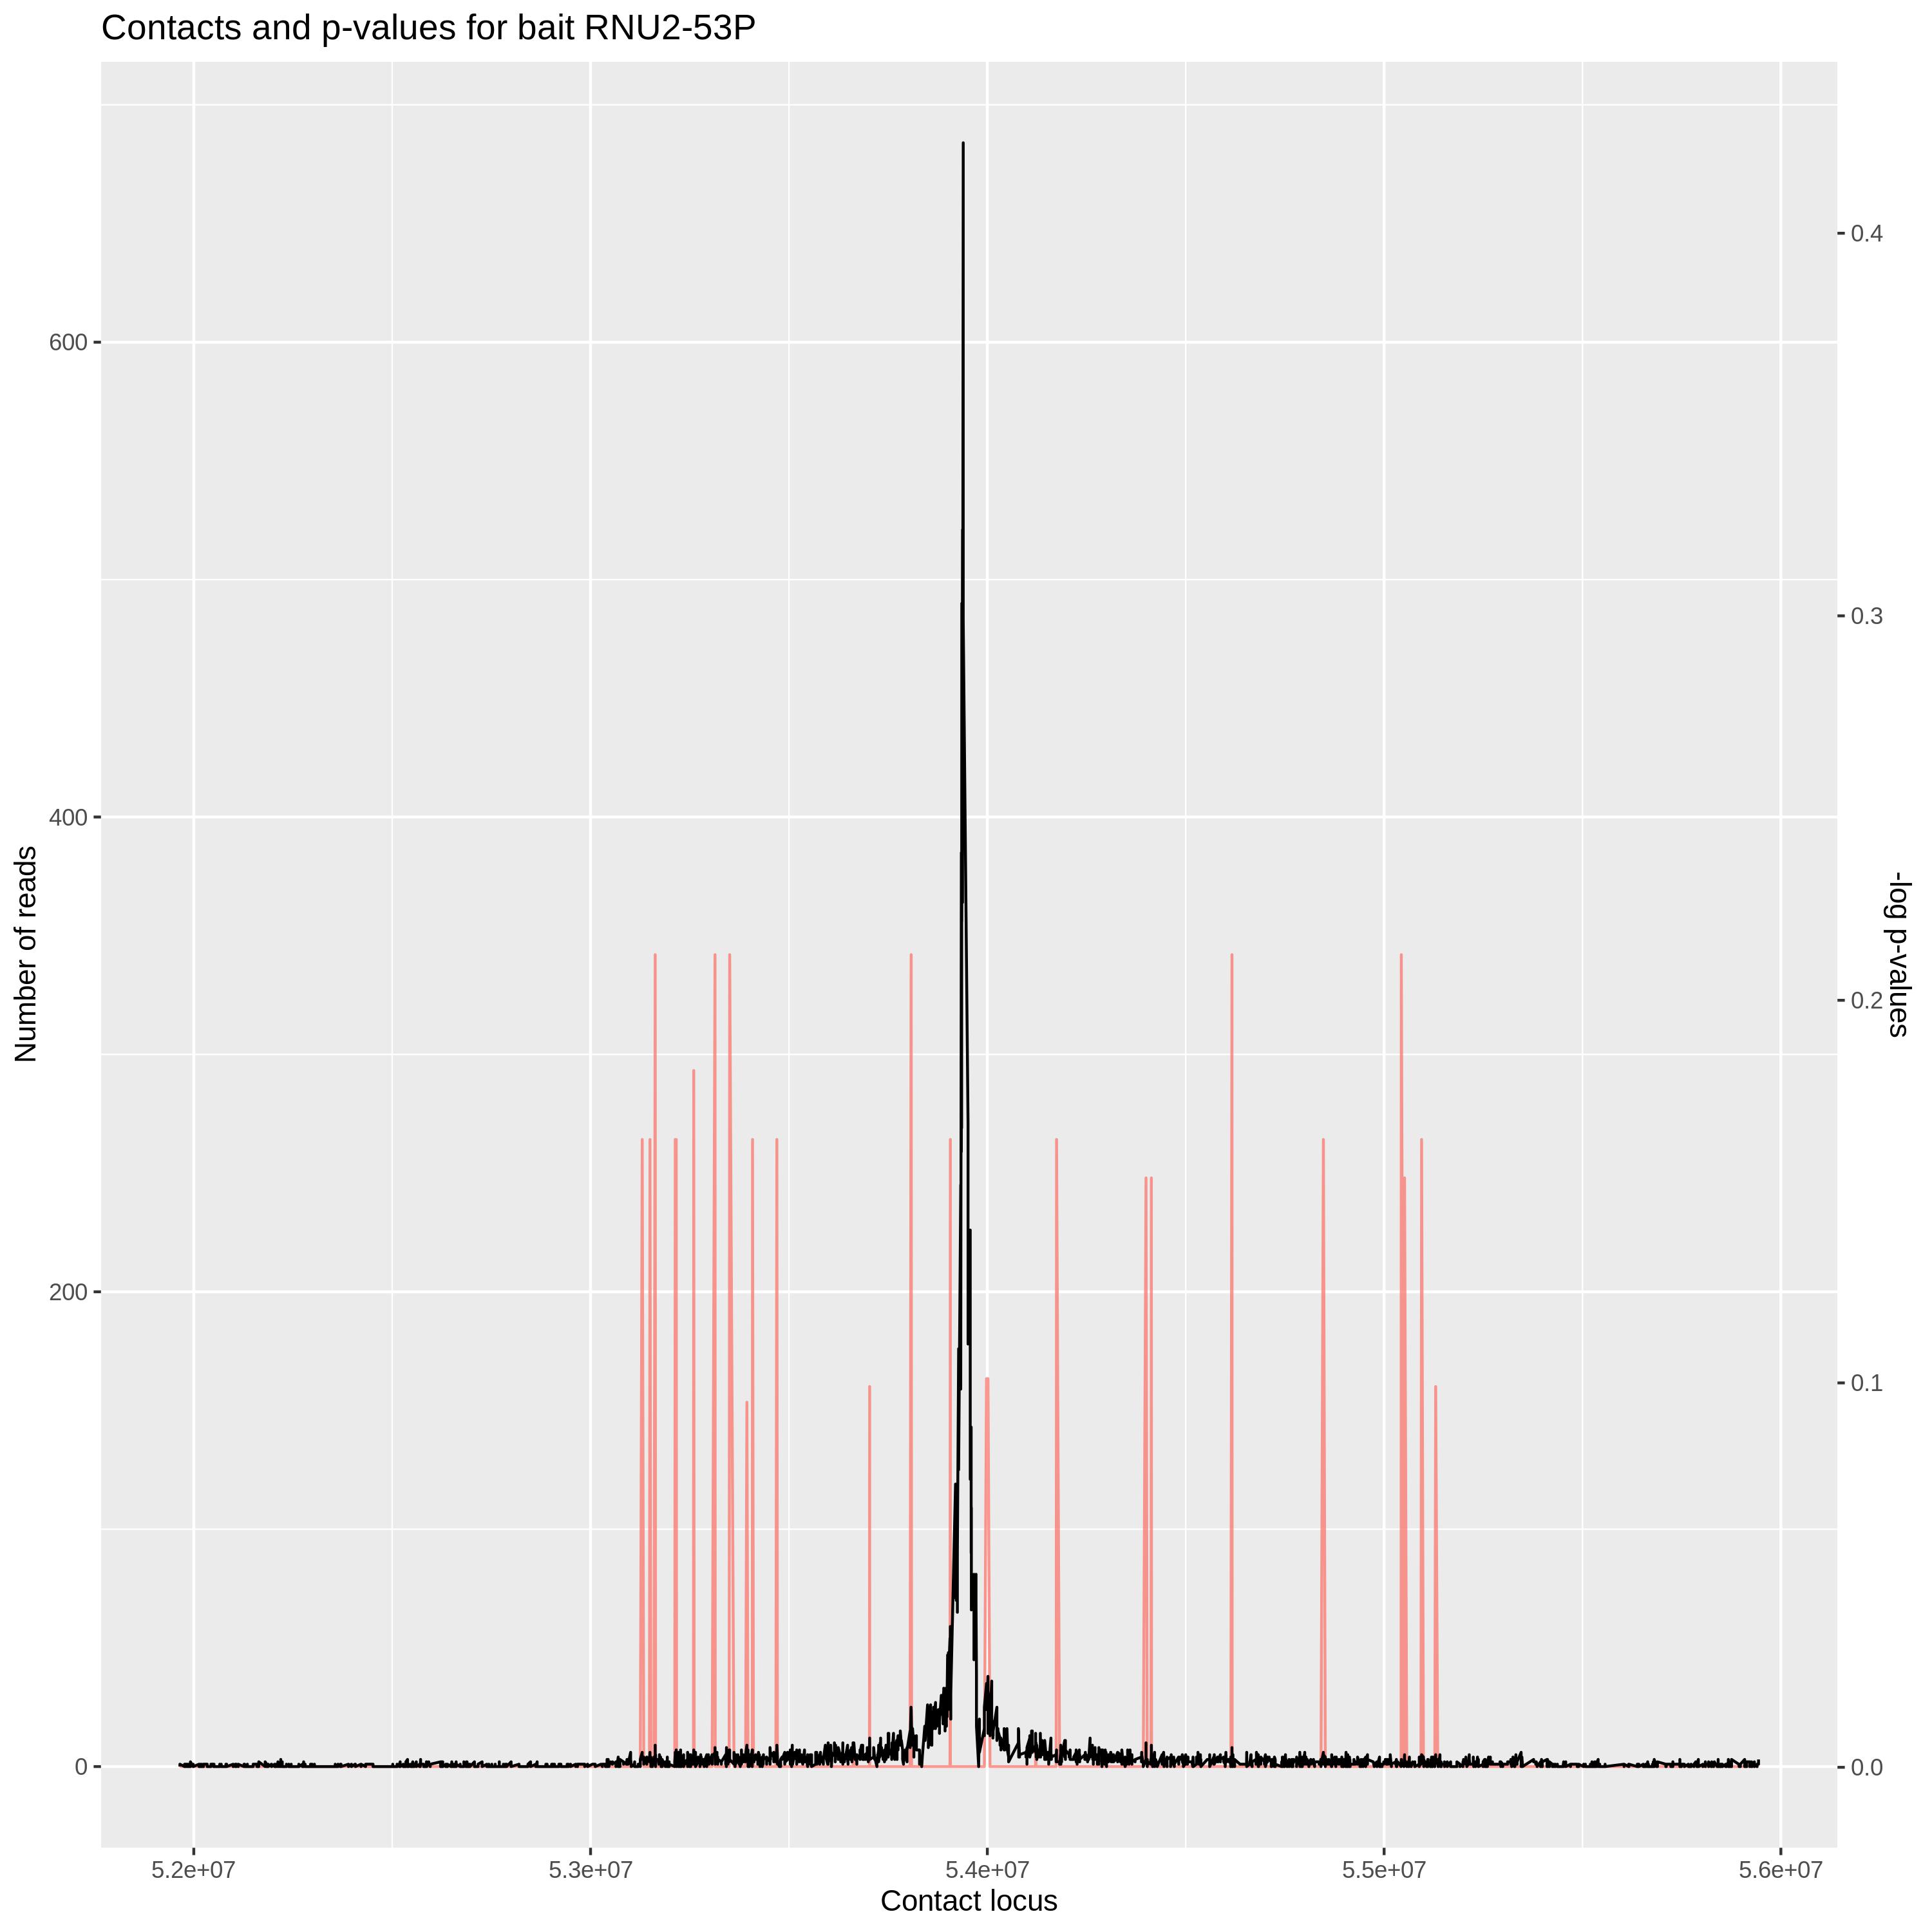 Contacts and p-values for bait RNU2-53P
600
400
200
0
Number of reads
0.4
0.3
0.2
0.1
0.0
-log p-values
5.2e+07
5.3e+07
5.4e+07
5.5e+07
5.6e+07
Contact locus